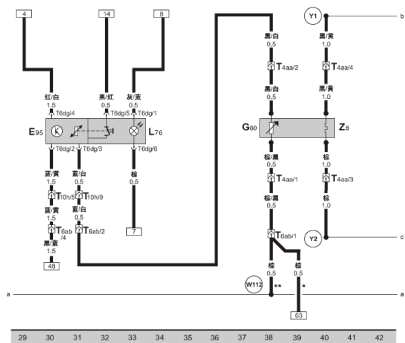 4
14
8
Y1
b
红/白
1.5
黑/红
0.5
灰/白
0.5
黑/白
0.5
黑/黄
1.0
T4aa/2
T4aa/4
黑/白
0.5
黑/黄
1.0
T6dg/4
T6dg/5
T6dg/1
E95
L76
G60
Z8
T6dg/2
T6dg/3
T6dg/6
蓝/黄
1.5
蓝/白
0.5
棕
0.5
棕/黑
0.5
棕
1.0
T10h/5
T10h/9
T4aa/1
T4aa/3
蓝/黄
1.5
蓝/白
0.5
棕/黑
0.5
棕
1.0
T6ab/4
T6ab/2
T6ab/1
Y2
c
黑/蓝
1.5
48
7
棕
0.5
棕
0.5
W112
**
*
a
a
63
29 30 31 32 33 34 35 36 37 38 39 40 41 42